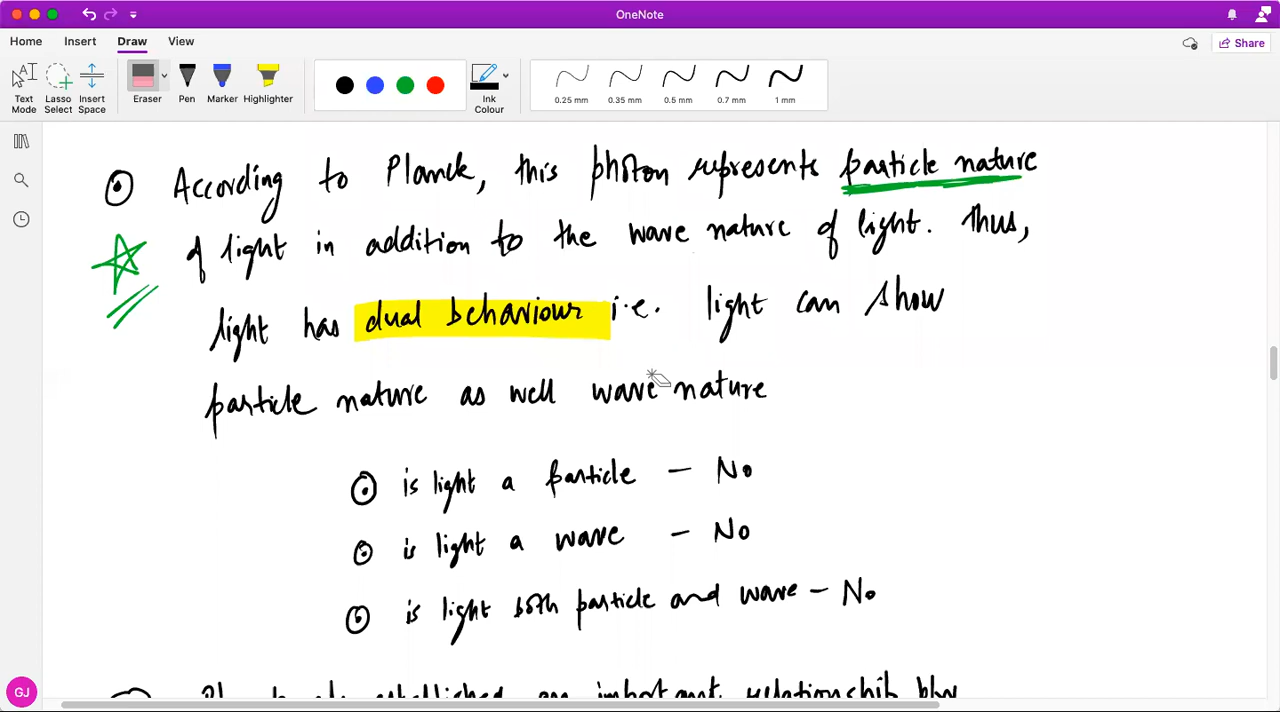 OneNote
Home Insert Draw View
Share
Text Mode
Lasso Select
Insert Space
Eraser
Pen
Marker
Highlighter
Ink Colour
0.25 mm 0.35 mm 0.5 mm 0.7 mm 1 mm
According to Planck, this photon represents particle nature
of light in addition to the wave nature of light. Thus,
light has dual behaviour i.e. light can show
particle nature as well wave nature
is light a particle - No
is light a wave - No
is light both particle and wave - No
an important relationship
GJ